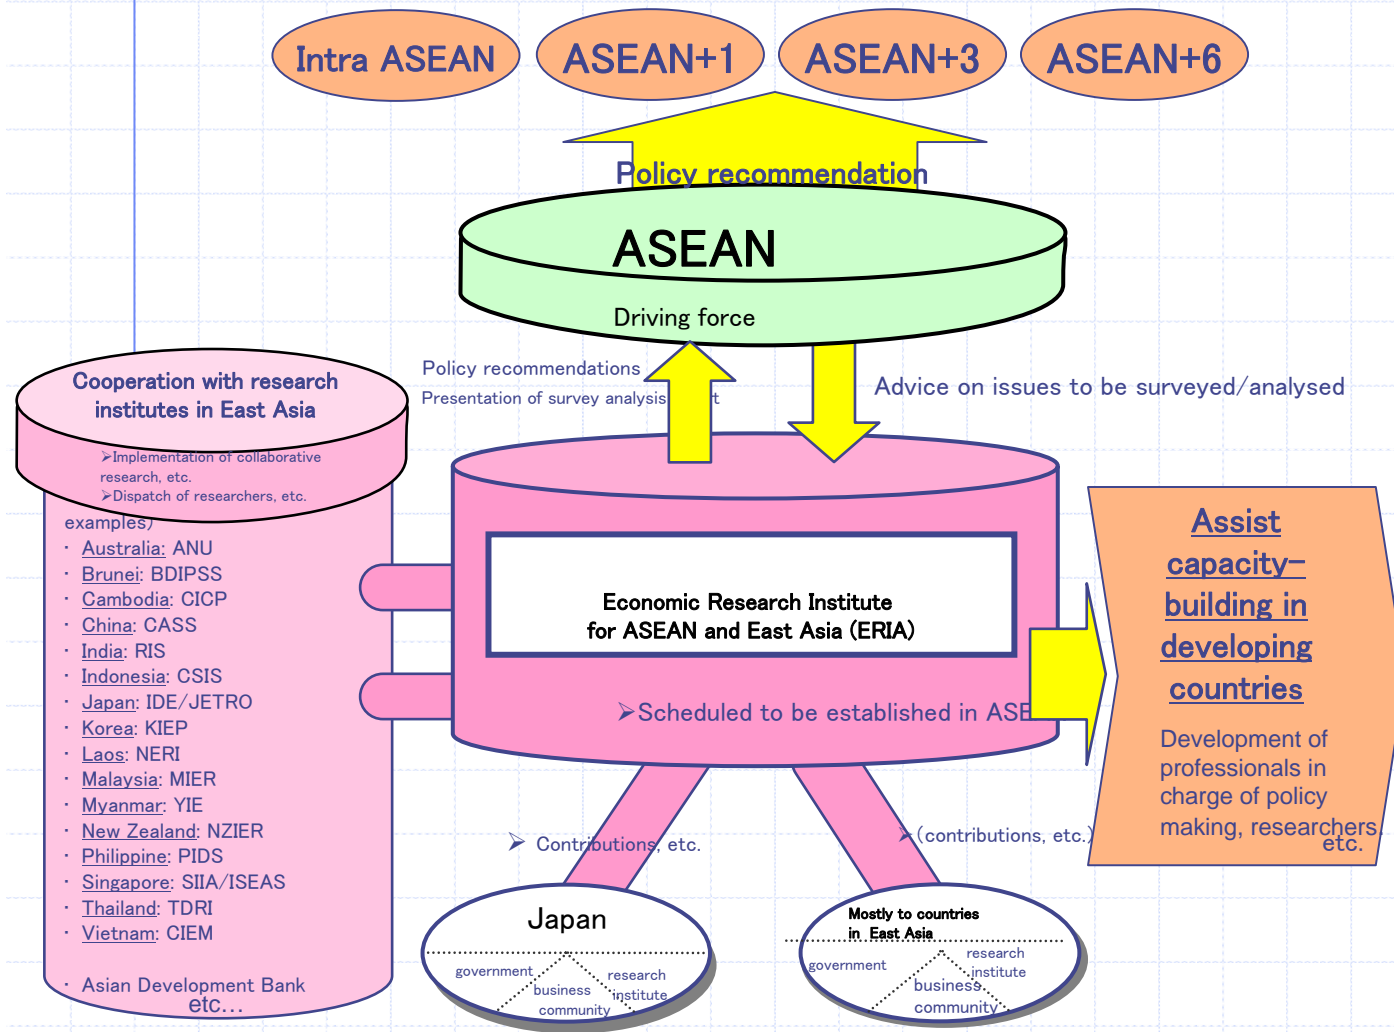 Intra ASEAN
ASEAN+1
ASEAN+3
ASEAN+6
Policy recommendation
ASEAN
Driving force
Policy recommendations
Presentation of survey analysis
Advice on issues to be surveyed/analysed
Cooperation with research
institutes in East Asia
➢Implementation of collaborative
research, etc.
➢Dispatch of researchers, etc.
examples)
・ Australia: ANU
・ Brunei: BDIPSS
・ Cambodia: CICP
・ China: CASS
・ India: RIS
・ Indonesia: CSIS
・ Japan: IDE/JETRO
・ Korea: KIEP
・ Laos: NERI
・ Malaysia: MIER
・ Myanmar: YIE
・ New Zealand: NZIER
・ Philippine: PIDS
・ Singapore: SIIA/ISEAS
・ Thailand: TDRI
・ Vietnam: CIEM
・ Asian Development Bank
etc…
Economic Research Institute
for ASEAN and East Asia (ERIA)
➢Scheduled to be established in
Assist
capacity-
building in
developing
countries
Development of
professionals in
charge of policy
making, researchers.
etc.
➢ Contributions, etc.
➢(contributions, etc.)
Japan
government
business
community
research
institute
Mostly to countries
in East Asia
government
business
community
research
institute